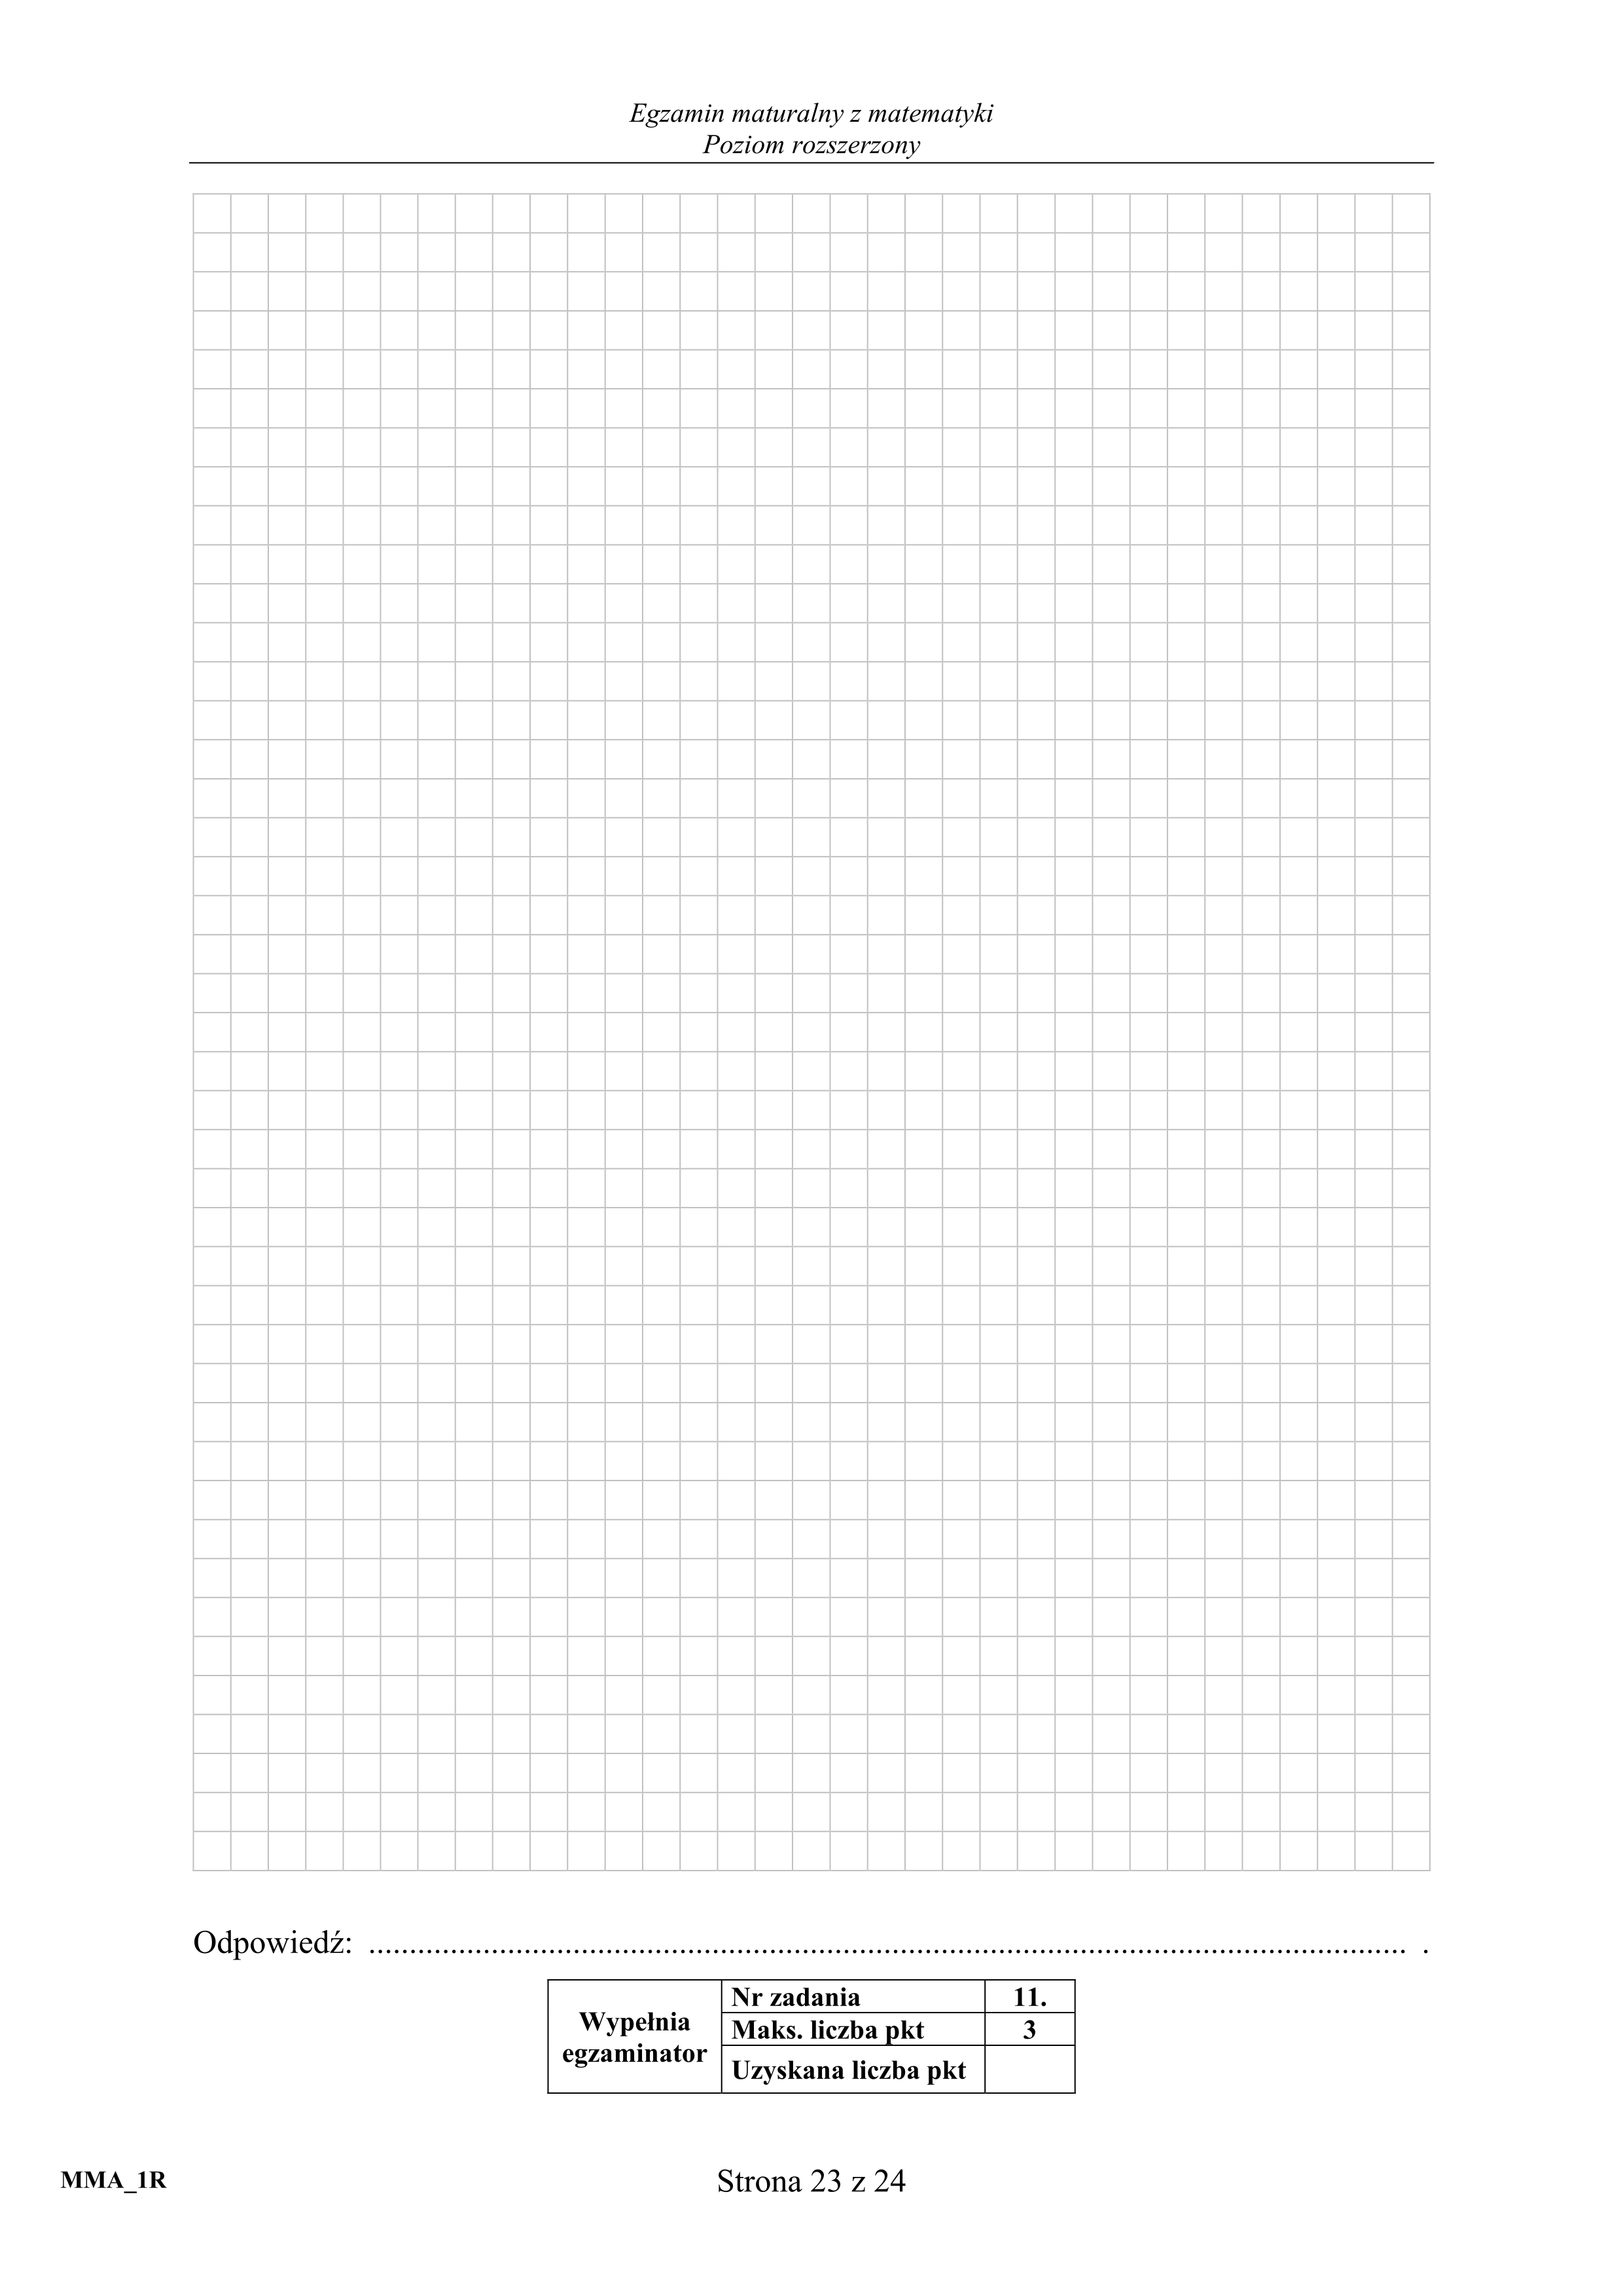 Egzamin maturalny z matematyki
Poziom rozszerzony
Odpowiedź: ................................................................................................................................ .
Wypełnia egzaminator
Nr zadania 11.
Maks. liczba pkt 3
Uzyskana liczba pkt
MMA_1R
Strona 23 z 24